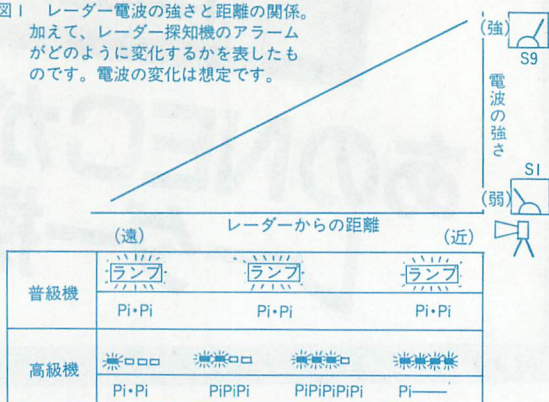 図1 レーダー電波の強さと距離の関係。
加えて、レーダー探知機のアラーム
がどのように変化するかを表したも
のです。電波の変化は想定です。
(強)
S9
電波の強さ
S1
(弱)
レーダーからの距離
(遠)
(近)
普級機
ランプ ランプ ランプ
Pi・Pi Pi・Pi Pi・Pi
高級機
Pi・Pi PiPiPi PiPiPiPiPi Pi——